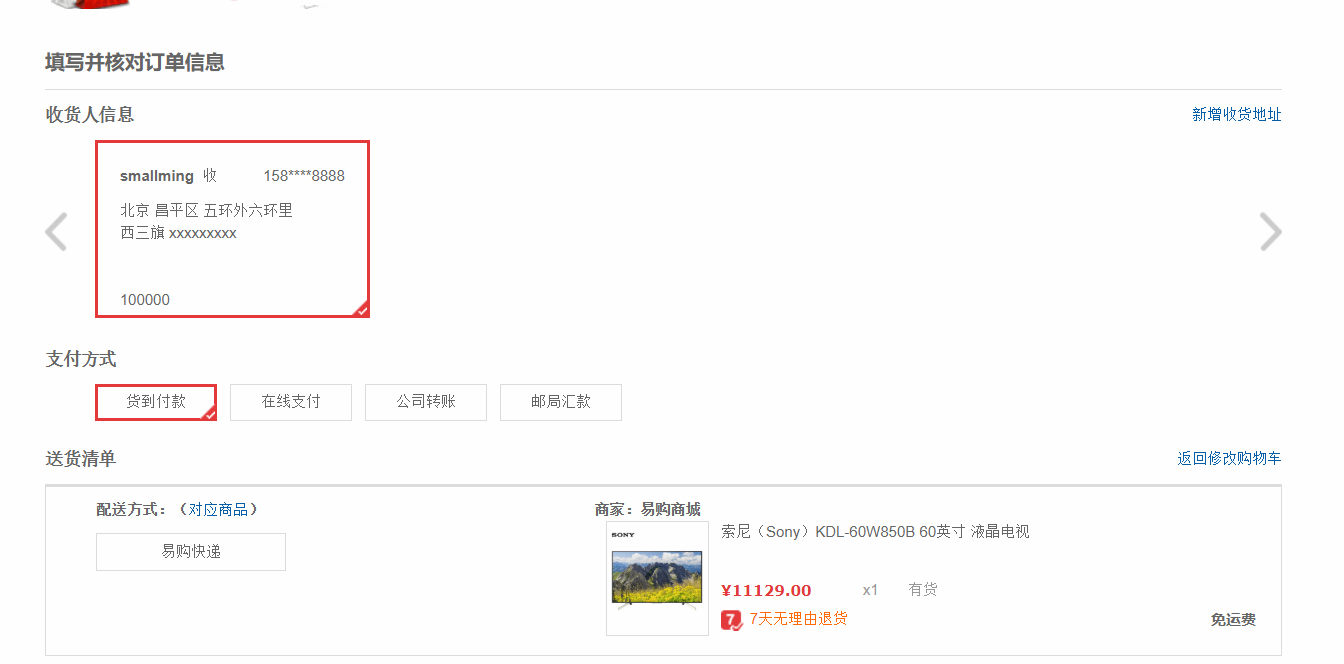 填写并核对订单信息
收货人信息
新增收货地址
smallming 收 158****8888
北京 昌平区 五环外六环里
西三旗 xxxxxxxxx
100000
支付方式
货到付款 在线支付 公司转账 邮局汇款
送货清单
返回修改购物车
配送方式：（对应商品）
易购快递
商家：易购商城
SONY
索尼（Sony）KDL-60W850B 60英寸 液晶电视
¥11129.00 x1 有货
7 7天无理由退货
免运费